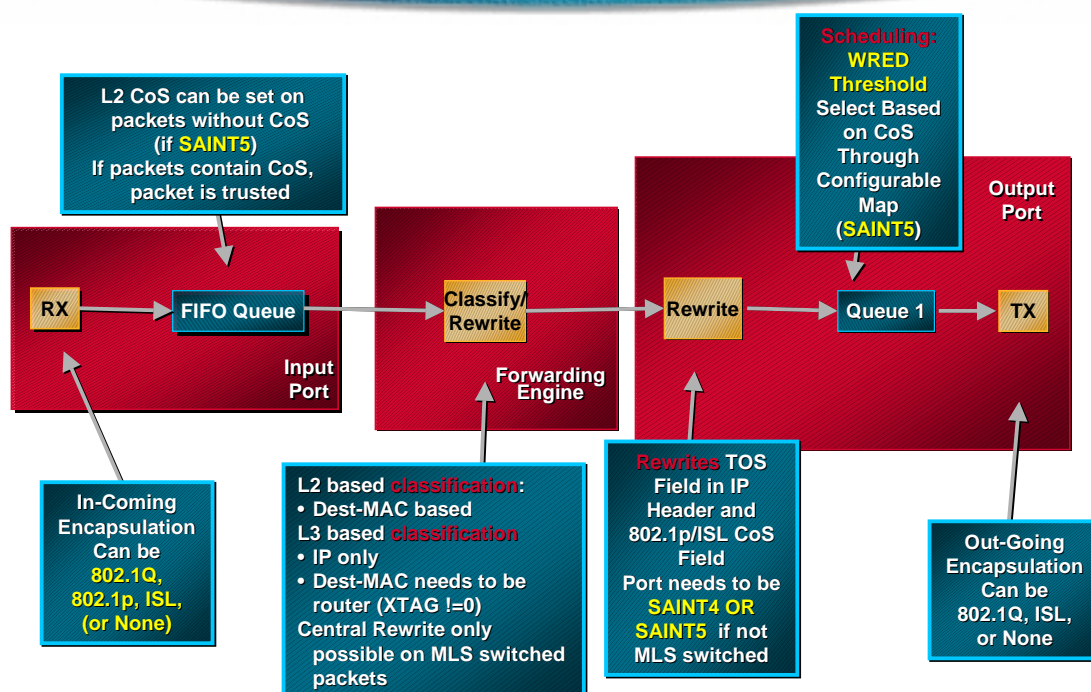 Scheduling:
WRED
Threshold
Select Based
on CoS
Through
Configurable
Map
(SAINT5)
L2 CoS can be set on
packets without CoS
(if SAINT5)
If packets contain CoS,
packet is trusted
Output
Port
RX
FIFO Queue
Classify/
Rewrite
Rewrite
Queue 1
TX
Input
Port
Forwarding
Engine
In-Coming
Encapsulation
Can be
802.1Q,
802.1p, ISL,
(or None)
L2 based classification:
• Dest-MAC based
L3 based classification
• IP only
• Dest-MAC needs to be
router (XTAG !=0)
Central Rewrite only
possible on MLS switched
packets
Rewrites TOS
Field in IP
Header and
802.1p/ISL CoS
Field
Port needs to be
SAINT4 OR
SAINT5 if not
MLS switched
Out-Going
Encapsulation
Can be
802.1Q, ISL,
or None